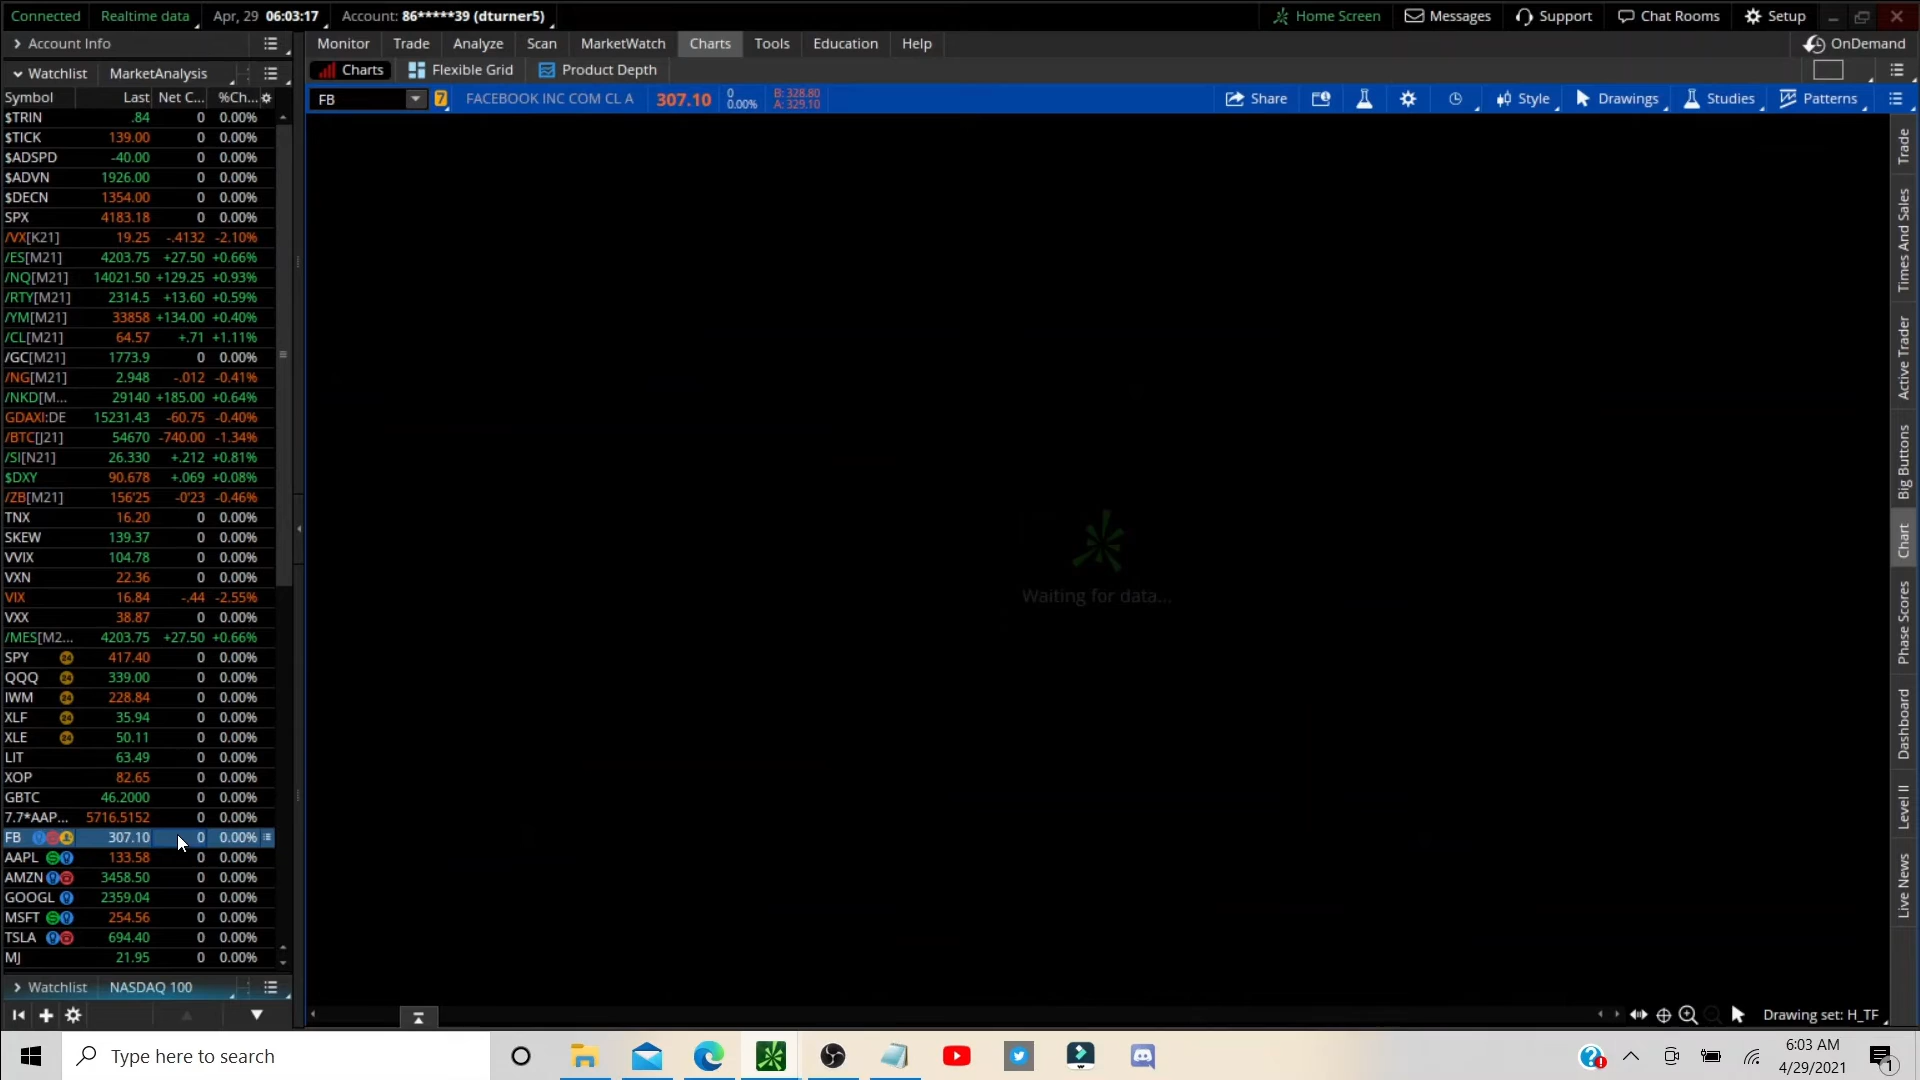 Connected Realtime data Apr, 29 06:03:17 Account: 86*****39 (dturner5) Home Screen Messages Support Chat Rooms Setup
Account Info Monitor Trade Analyze Scan MarketWatch Charts Tools Education Help OnDemand
Charts Flexible Grid Product Depth
Watchlist MarketAnalysis
Symbol Last Net C... %Ch...
FB 7 FACEBOOK INC COM CL A 307.10 0 0.00% B: 328.80 A: 329.10 Share Style Drawings Studies Patterns
$TRIN .84 0 0.00%
$TICK 139.00 0 0.00%
$ADSPD -40.00 0 0.00%
$ADVN 1926.00 0 0.00%
$DECN 1354.00 0 0.00%
SPX 4183.18 0 0.00%
/VX[K21] 19.25 -.4132 -2.10%
/ES[M21] 4203.75 +27.50 +0.66%
/NQ[M21] 14021.50 +129.25 +0.93%
/RTY[M21] 2314.5 +13.60 +0.59%
/YM[M21] 33858 +134.00 +0.40%
/CL[M21] 64.57 +.71 +1.11%
/GC[M21] 1773.9 0 0.00%
/NG[M21] 2.948 -.012 -0.41%
/NKD[M... 29140 +185.00 +0.64%
GDAXI:DE 15231.43 -60.75 -0.40%
/BTC[J21] 54670 -740.00 -1.34%
/SI[N21] 26.330 +.212 +0.81%
$DXY 90.678 +.069 +0.08%
/ZB[M21] 156'25 -0'23 -0.46%
TNX 16.20 0 0.00%
SKEW 139.37 0 0.00%
VVIX 104.78 0 0.00%
VXN 22.36 0 0.00%
VIX 16.84 -.44 -2.55%
VXX 38.87 0 0.00%
/MES[M2... 4203.75 +27.50 +0.66%
SPY 24 417.40 0 0.00%
QQQ 24 339.00 0 0.00%
IWM 24 228.84 0 0.00%
XLF 24 35.94 0 0.00%
XLE 24 50.11 0 0.00%
LIT 63.49 0 0.00%
XOP 82.65 0 0.00%
GBTC 46.2000 0 0.00%
7.7*AAP... 5716.5152 0 0.00%
FB 307.10 0 0.00%
AAPL 133.58 0 0.00%
AMZN 3458.50 0 0.00%
GOOGL 2359.04 0 0.00%
MSFT 254.56 0 0.00%
TSLA 694.40 0 0.00%
MJ 21.95 0 0.00%
Watchlist NASDAQ 100
Waiting for data...
Trade
Times And Sales
Active Trader
Big Buttons
Chart
Phase Scores
Dashboard
Level II
Live News
Drawing set: H_TF
Type here to search
6:03 AM
4/29/2021
1